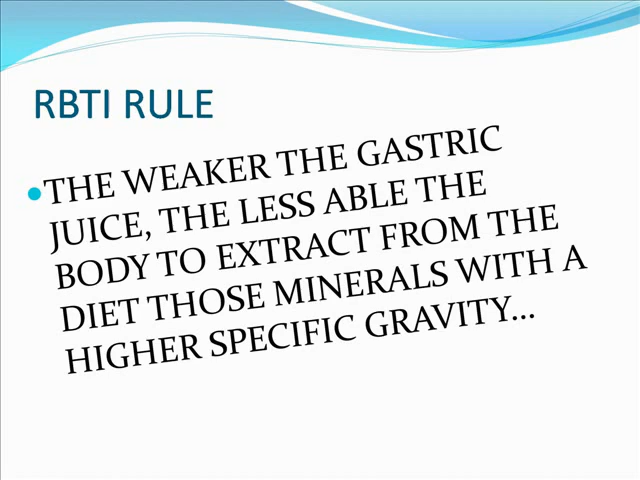 RBTI RULE
•THE WEAKER THE GASTRIC
JUICE, THE LESS ABLE THE
BODY TO EXTRACT FROM THE
DIET THOSE MINERALS WITH A
HIGHER SPECIFIC GRAVITY...